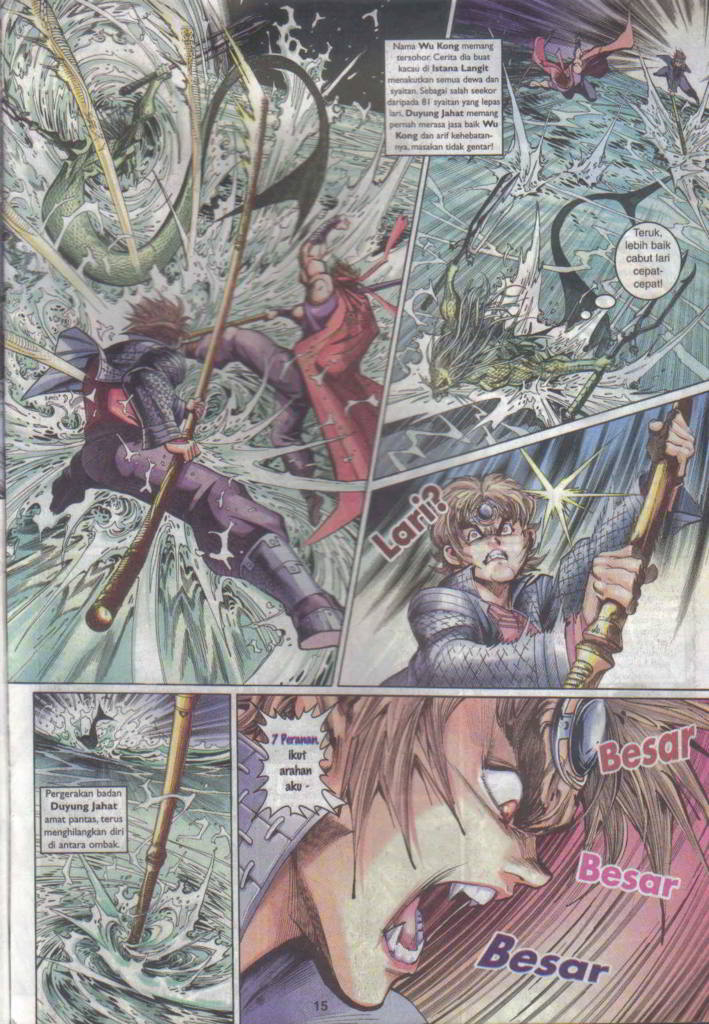 Nama Wu Kong memang
tersohor. Cerita dia buat
kacau di Istana Langit
menakutkan semua dewa dan
syaitan. Sebagai salah seekor
daripada 81 syaitan yang lepas
lari, Duyung Jahat memang
pernah merasa jasa baik Wu
Kong dan arif kehebatan-
nya, masakan tidak gentar!
Teruk,
lebih baik
cabut lari
cepat-
cepat!
Lari?
Pergerakan badan
Duyung Jahat
amat pantas, terus
menghilangkan diri
di antara ombak.
7 Peranan,
ikut
arahan
aku -
Besar
Besar
Besar
15